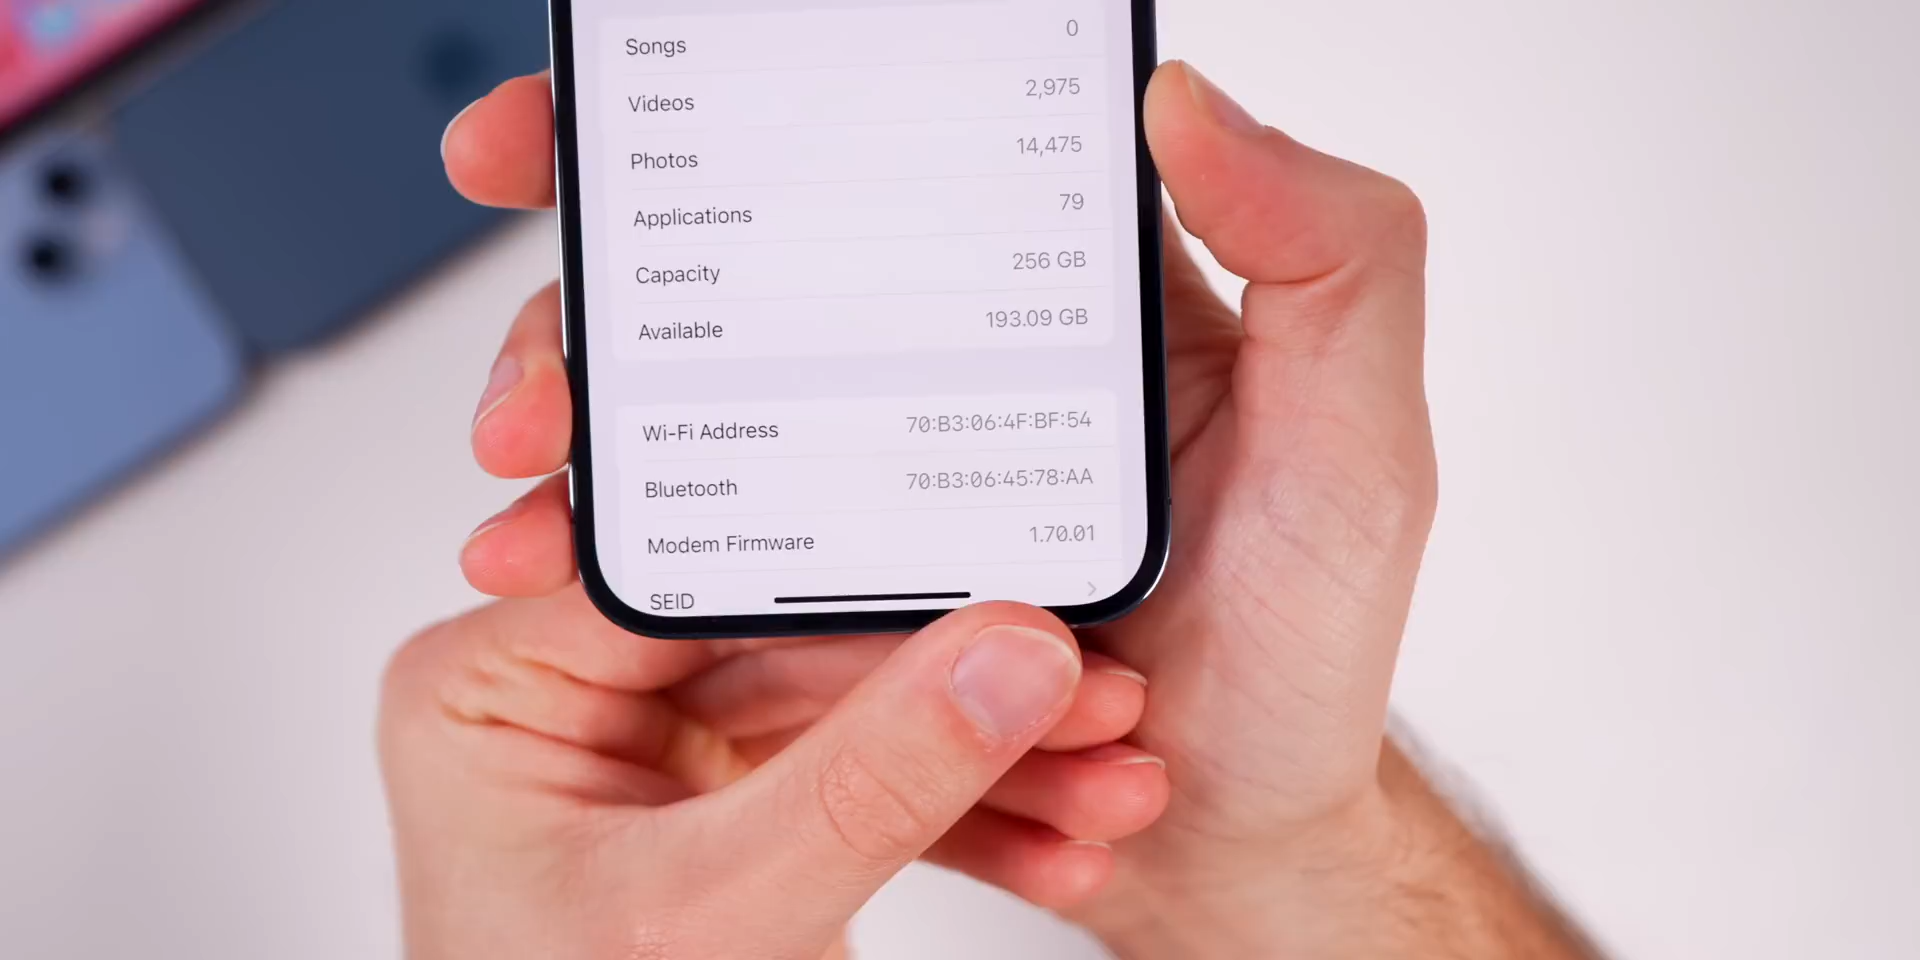 Songs 0
Videos 2,975
Photos 14,475
Applications 79
Capacity 256 GB
Available 193.09 GB
Wi-Fi Address 70:B3:06:4F:BF:54
Bluetooth 70:B3:06:45:78:AA
Modem Firmware 1.70.01
SEID